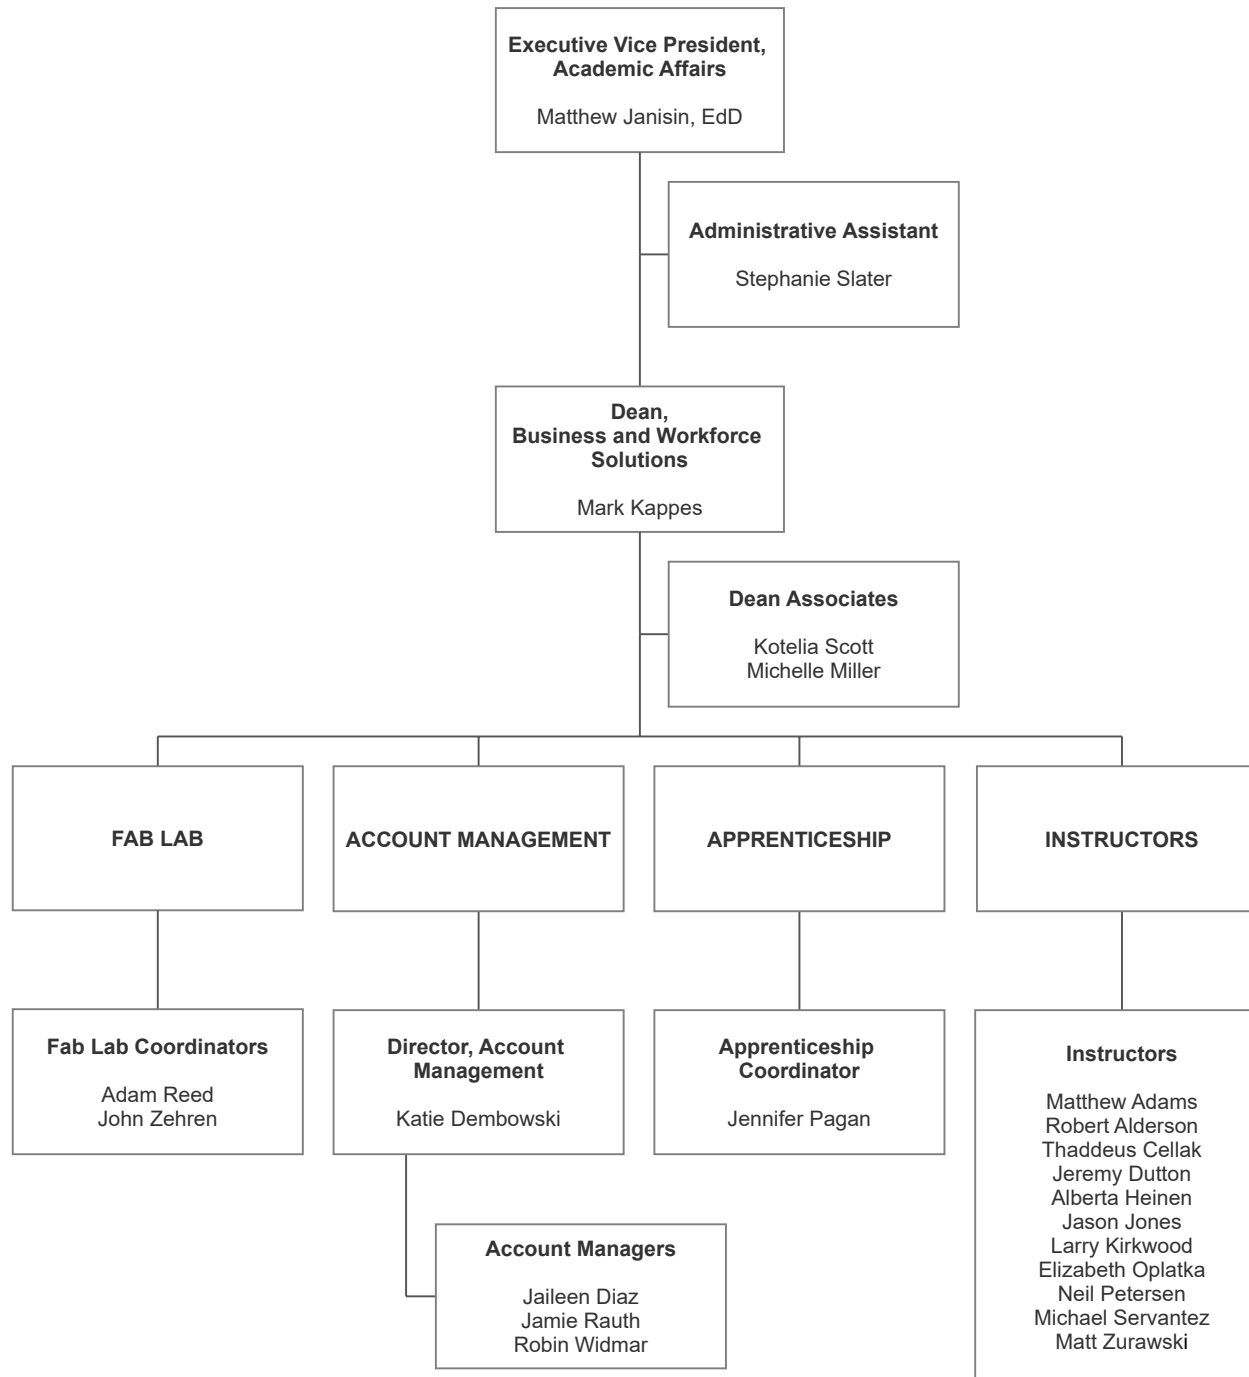 Executive Vice President,
Academic Affairs
Matthew Janisin, EdD
Administrative Assistant
Stephanie Slater
Dean,
Business and Workforce
Solutions
Mark Kappes
Dean Associates
Kotelia Scott
Michelle Miller
FAB LAB
ACCOUNT MANAGEMENT
APPRENTICESHIP
INSTRUCTORS
Fab Lab Coordinators
Adam Reed
John Zehren
Director, Account
Management
Katie Dembowski
Apprenticeship
Coordinator
Jennifer Pagan
Instructors
Matthew Adams
Robert Alderson
Thaddeus Cellak
Jeremy Dutton
Alberta Heinen
Jason Jones
Larry Kirkwood
Elizabeth Oplatka
Neil Petersen
Michael Servantez
Matt Zurawski
Account Managers
Jaileen Diaz
Jamie Rauth
Robin Widmar